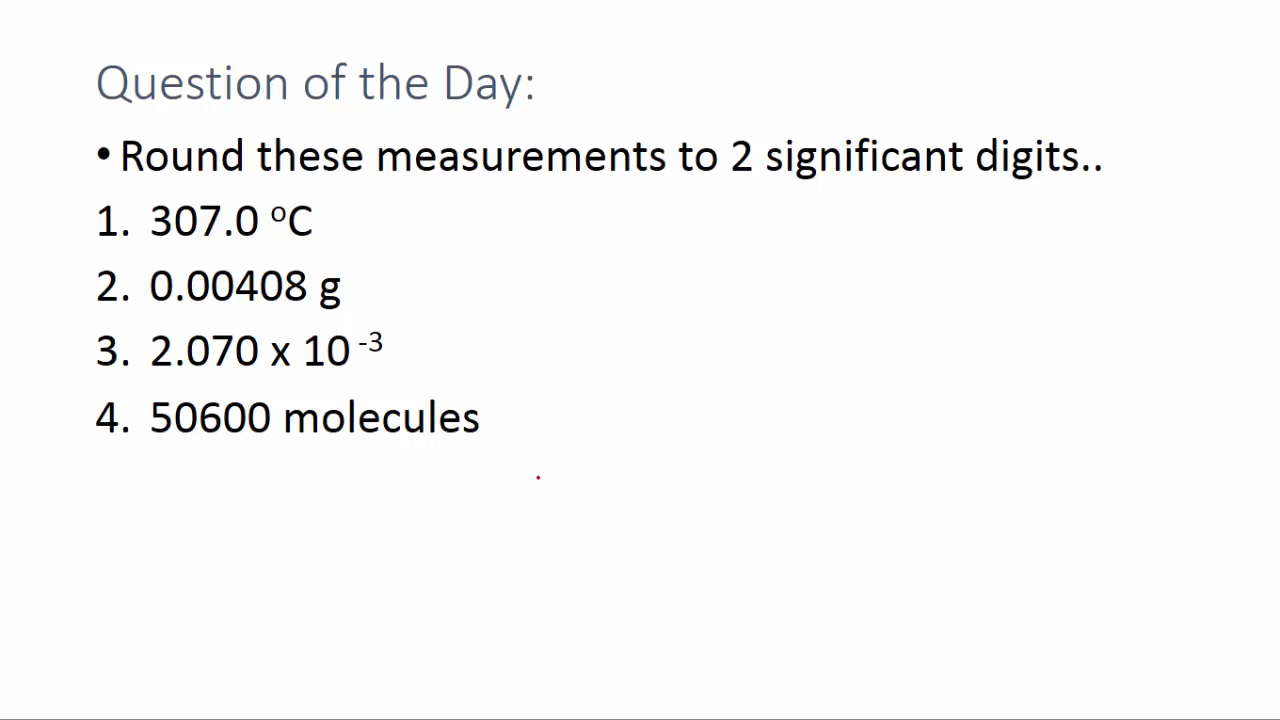 Question of the Day:
•Round these measurements to 2 significant digits..
1. 307.0 ºC
2. 0.00408 g
3. 2.070 x 10 ⁻³
4. 50600 molecules